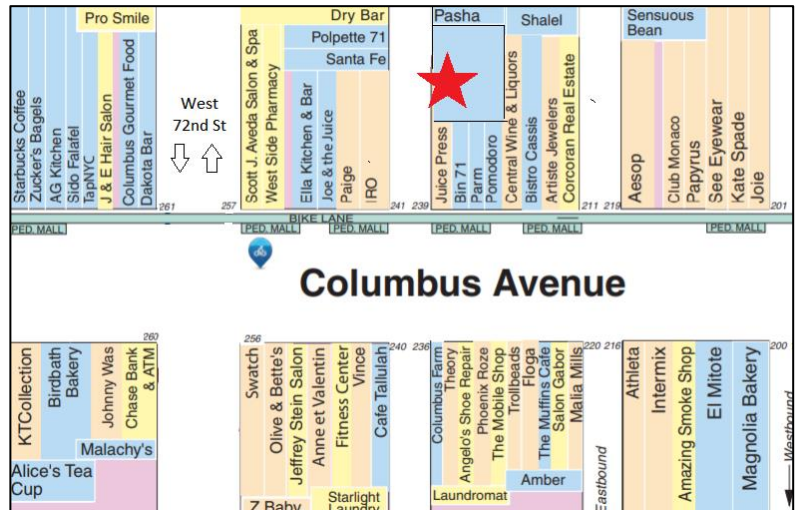 Pro Smile
Starbucks Coffee
Zucker's Bagels
AG Kitchen
Sido Falafel
TapNYC
J & E Hair Salon
Columbus Gourmet Food
Dakota Bar
261
West
72nd St
Dry Bar
Polpette 71
Santa Fe
Scott J. Aveda Salon & Spa
West Side Pharmacy
Ella Kitchen & Bar
Joe & the Juice
Paige
IRO
257
241
Pasha
Shalel
Juice Press
Bin 71
Parm
Pomodoro
Central Wine & Liquors
Bistro Cassis
Artiste Jewelers
Corcoran Real Estate
239
211
Sensuous
Bean
Aesop
Club Monaco
Papyrus
See Eyewear
Kate Spade
Joie
219
201
BIKE LANE
PED. MALL
PED. MALL
PED. MALL
PED. MALL
PED. MALL
PED. MALL
Columbus Avenue
260
KTCollection
Birdbath
Bakery
Johnny Was
Chase Bank
& ATM
Malachy's
Alice's Tea
Cup
256
240
Swatch
Olive & Bette's
Jeffrey Stein Salon
Anne et Valentin
Fitness Center
Vince
Cafe Tallulah
Z Baby
Starlight
Laundry
236
220
Columbus Farm
Theory
Angelo's Shoe Repair
Phoenix Roze
The Mobile Shop
Trollbeads
Floga
The Muffins Cafe
Salon Gabor
Malia Mills
Laundromat
Amber
Eastbound
216
200
Athleta
Intermix
Amazing Smoke Shop
El Mitote
Magnolia Bakery
Westbound